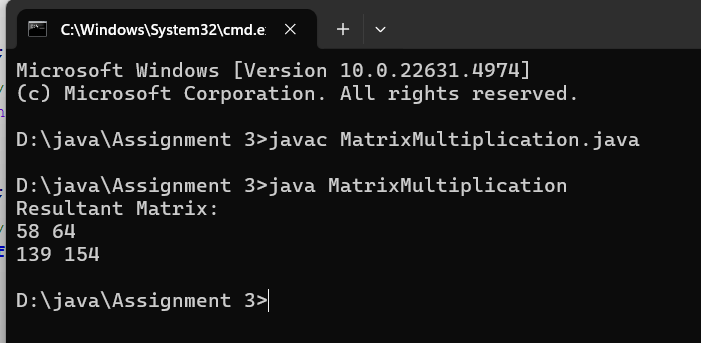 C:\Windows\System32\cmd.e
Microsoft Windows [Version 10.0.22631.4974]
(c) Microsoft Corporation. All rights reserved.
D:\java\Assignment 3>javac MatrixMultiplication.java
D:\java\Assignment 3>java MatrixMultiplication
Resultant Matrix:
58 64
139 154
D:\java\Assignment 3>